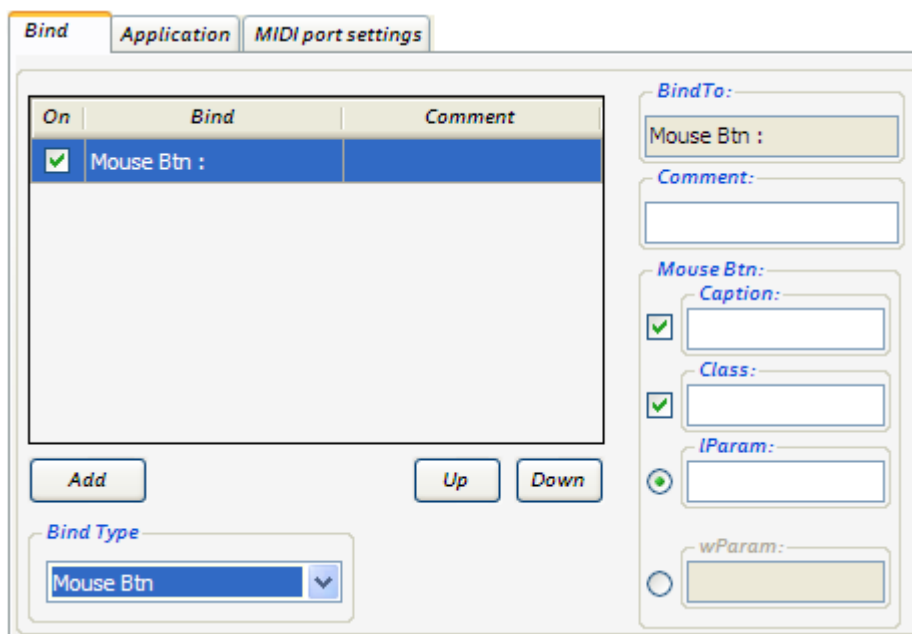 Bind Application MIDI port settings
On Bind Comment
Mouse Btn :
Add Up Down
Bind Type
Mouse Btn
BindTo:
Mouse Btn :
Comment:
Mouse Btn:
Caption:
Class:
lParam:
wParam: